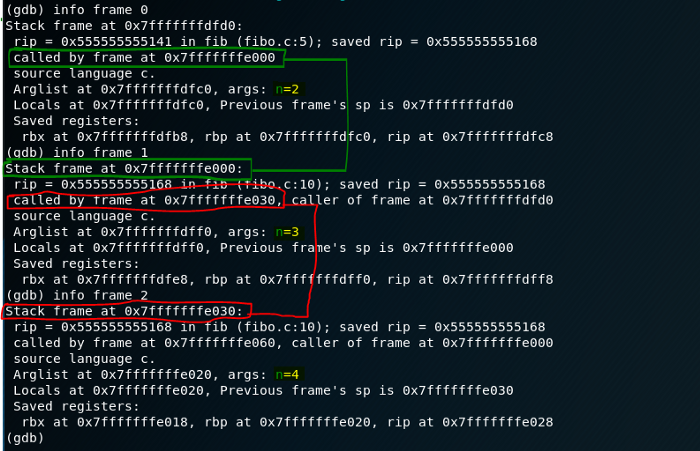 (gdb) info frame 0
Stack frame at 0x7fffffffdfd0:
rip = 0x555555555141 in fib (fibo.c:5); saved rip = 0x555555555168
called by frame at 0x7fffffffe000
source language c.
Arglist at 0x7fffffffdfc0, args: n=2
Locals at 0x7fffffffdfc0, Previous frame's sp is 0x7fffffffdfd0
Saved registers:
rbx at 0x7fffffffdfb8, rbp at 0x7fffffffdfc0, rip at 0x7fffffffdfc8
(gdb) info frame 1
Stack frame at 0x7fffffffe000:
rip = 0x555555555168 in fib (fibo.c:10); saved rip = 0x555555555168
called by frame at 0x7fffffffe030, caller of frame at 0x7fffffffdfd0
source language c.
Arglist at 0x7fffffffdff0, args: n=3
Locals at 0x7fffffffdff0, Previous frame's sp is 0x7fffffffe000
Saved registers:
rbx at 0x7fffffffdfe8, rbp at 0x7fffffffdff0, rip at 0x7fffffffdff8
(gdb) info frame 2
Stack frame at 0x7fffffffe030:
rip = 0x555555555168 in fib (fibo.c:10); saved rip = 0x555555555168
called by frame at 0x7fffffffe060, caller of frame at 0x7fffffffe000
source language c.
Arglist at 0x7fffffffe020, args: n=4
Locals at 0x7fffffffe020, Previous frame's sp is 0x7fffffffe030
Saved registers:
rbx at 0x7fffffffe018, rbp at 0x7fffffffe020, rip at 0x7fffffffe028
(gdb)